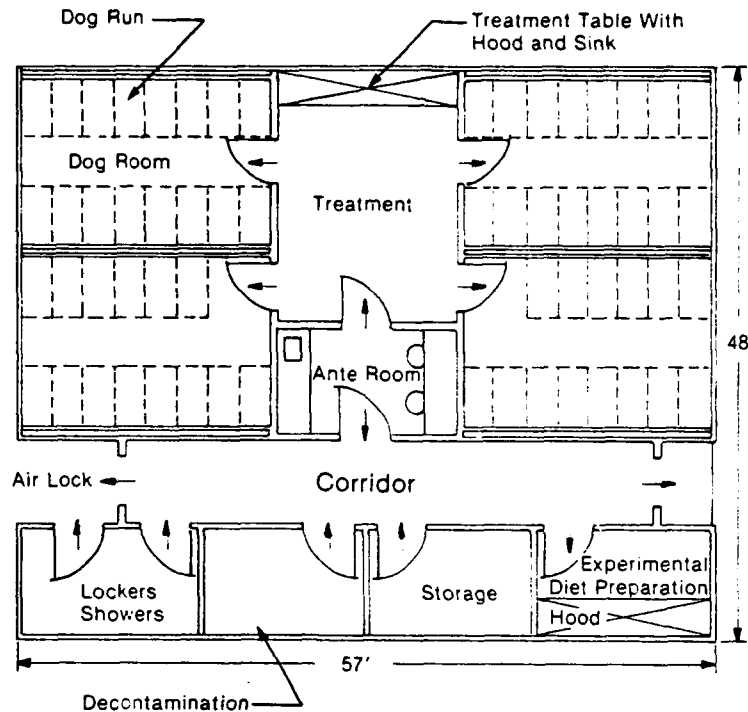 Dog Run
Treatment Table With
Hood and Sink
Dog Room
Treatment
48
Ante Room
Air Lock
Corridor
Experimental
Diet Preparation
Lockers
Showers
Storage
Hood
57'
Decontamination